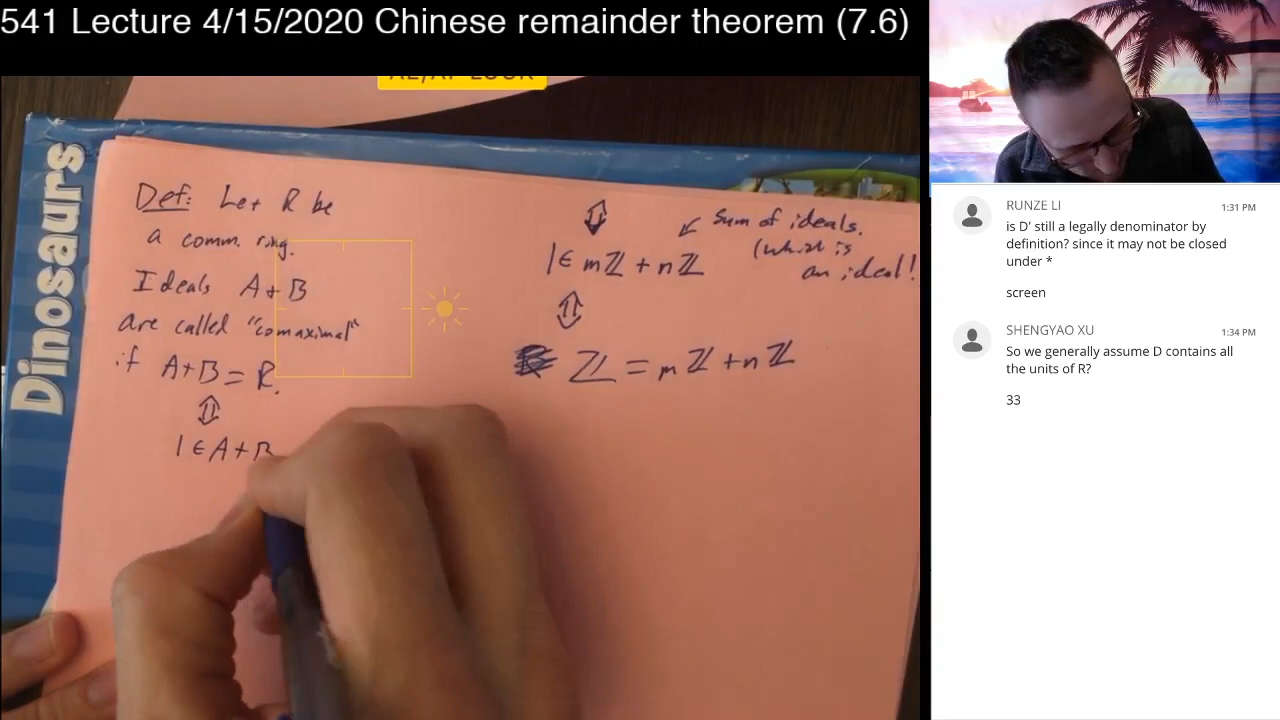 541 Lecture 4/15/2020 Chinese remainder theorem (7.6)
AE/AF LOCK
Dinosaurs
Def: Let R be
a comm. ring.
Ideals A + B
are called "comaximal"
if A+B = R.
⇕
1 ∈ A + B
⇕
↙ Sum of ideals.
(which is
an ideal!
1 ∈ mℤ + nℤ
⇕
ℤ = mℤ + nℤ
RUNZE LI 1:31 PM
is D' still a legally denominator by
definition? since it may not be closed
under *
screen
SHENGYAO XU 1:34 PM
So we generally assume D contains all
the units of R?
33